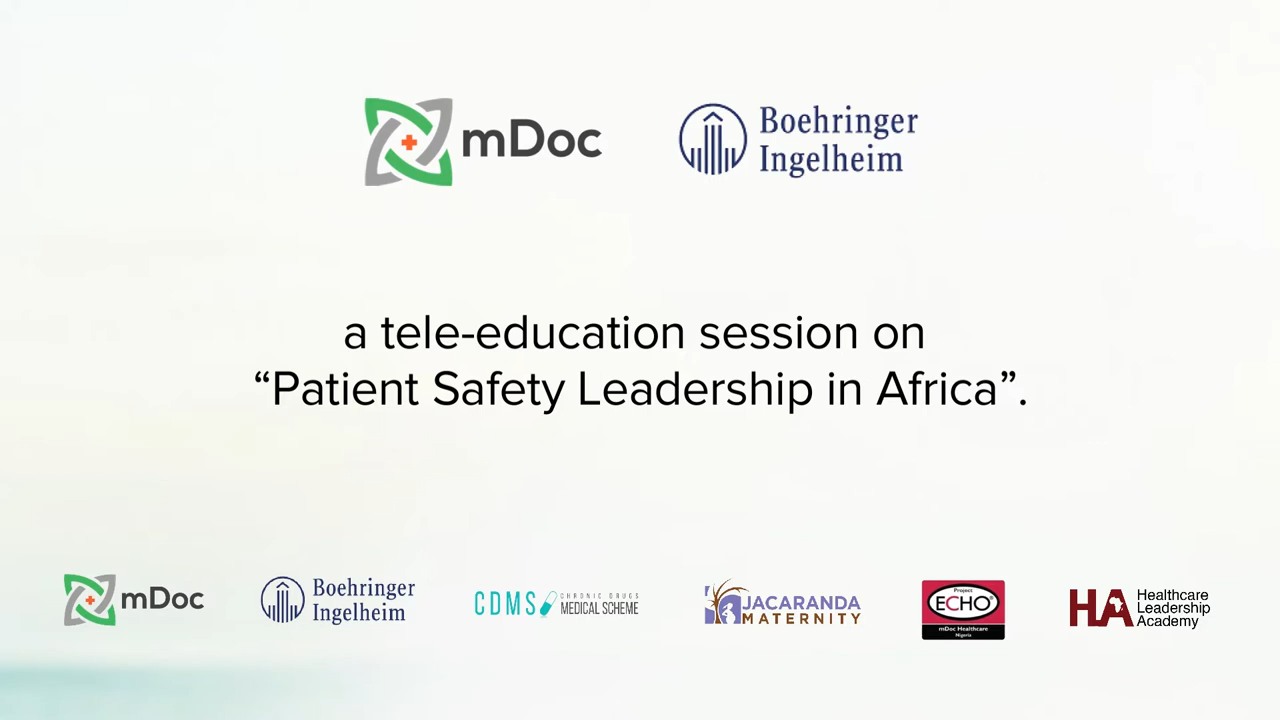 mDoc
Boehringer
Ingelheim
a tele-education session on
“Patient Safety Leadership in Africa”.
mDoc
Boehringer
Ingelheim
CDMS
CHRONIC DRUGS
MEDICAL SCHEME
JACARANDA
MATERNITY
Project
ECHO®
mDoc Healthcare
Nigeria
HA
Healthcare
Leadership
Academy